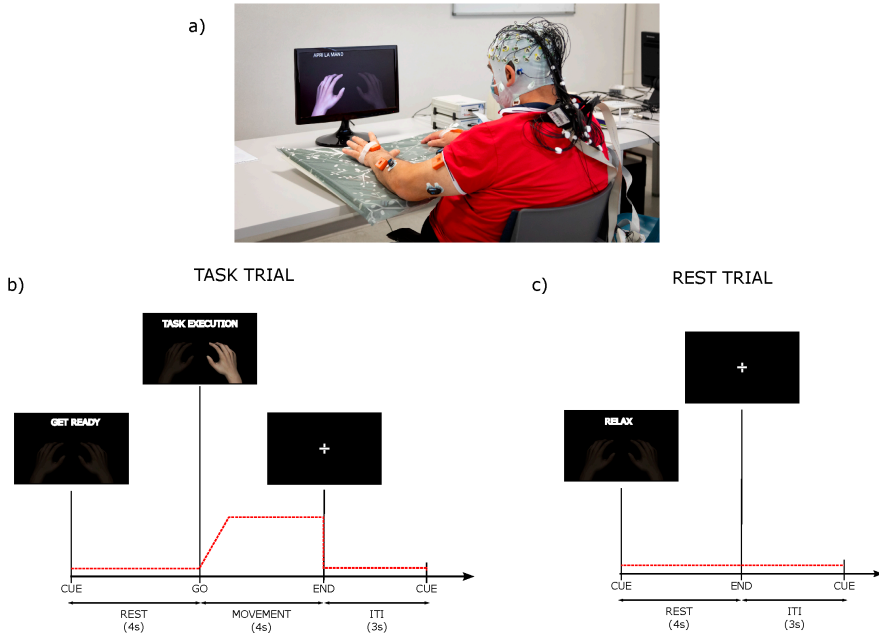 a)
APRI LA MANO
b)
TASK TRIAL
c)
REST TRIAL
TASK EXECUTION
GET READY
RELAX
CUE GO END CUE
REST MOVEMENT ITI
(4s) (4s) (3s)
CUE END CUE
REST ITI
(4s) (3s)